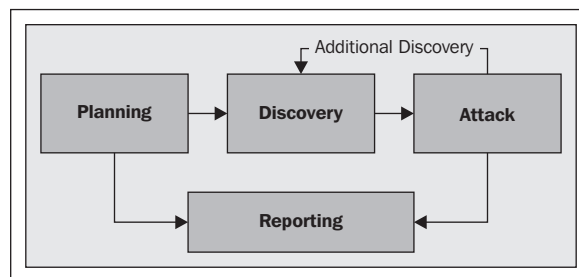 Additional Discovery
Planning
Discovery
Attack
Reporting